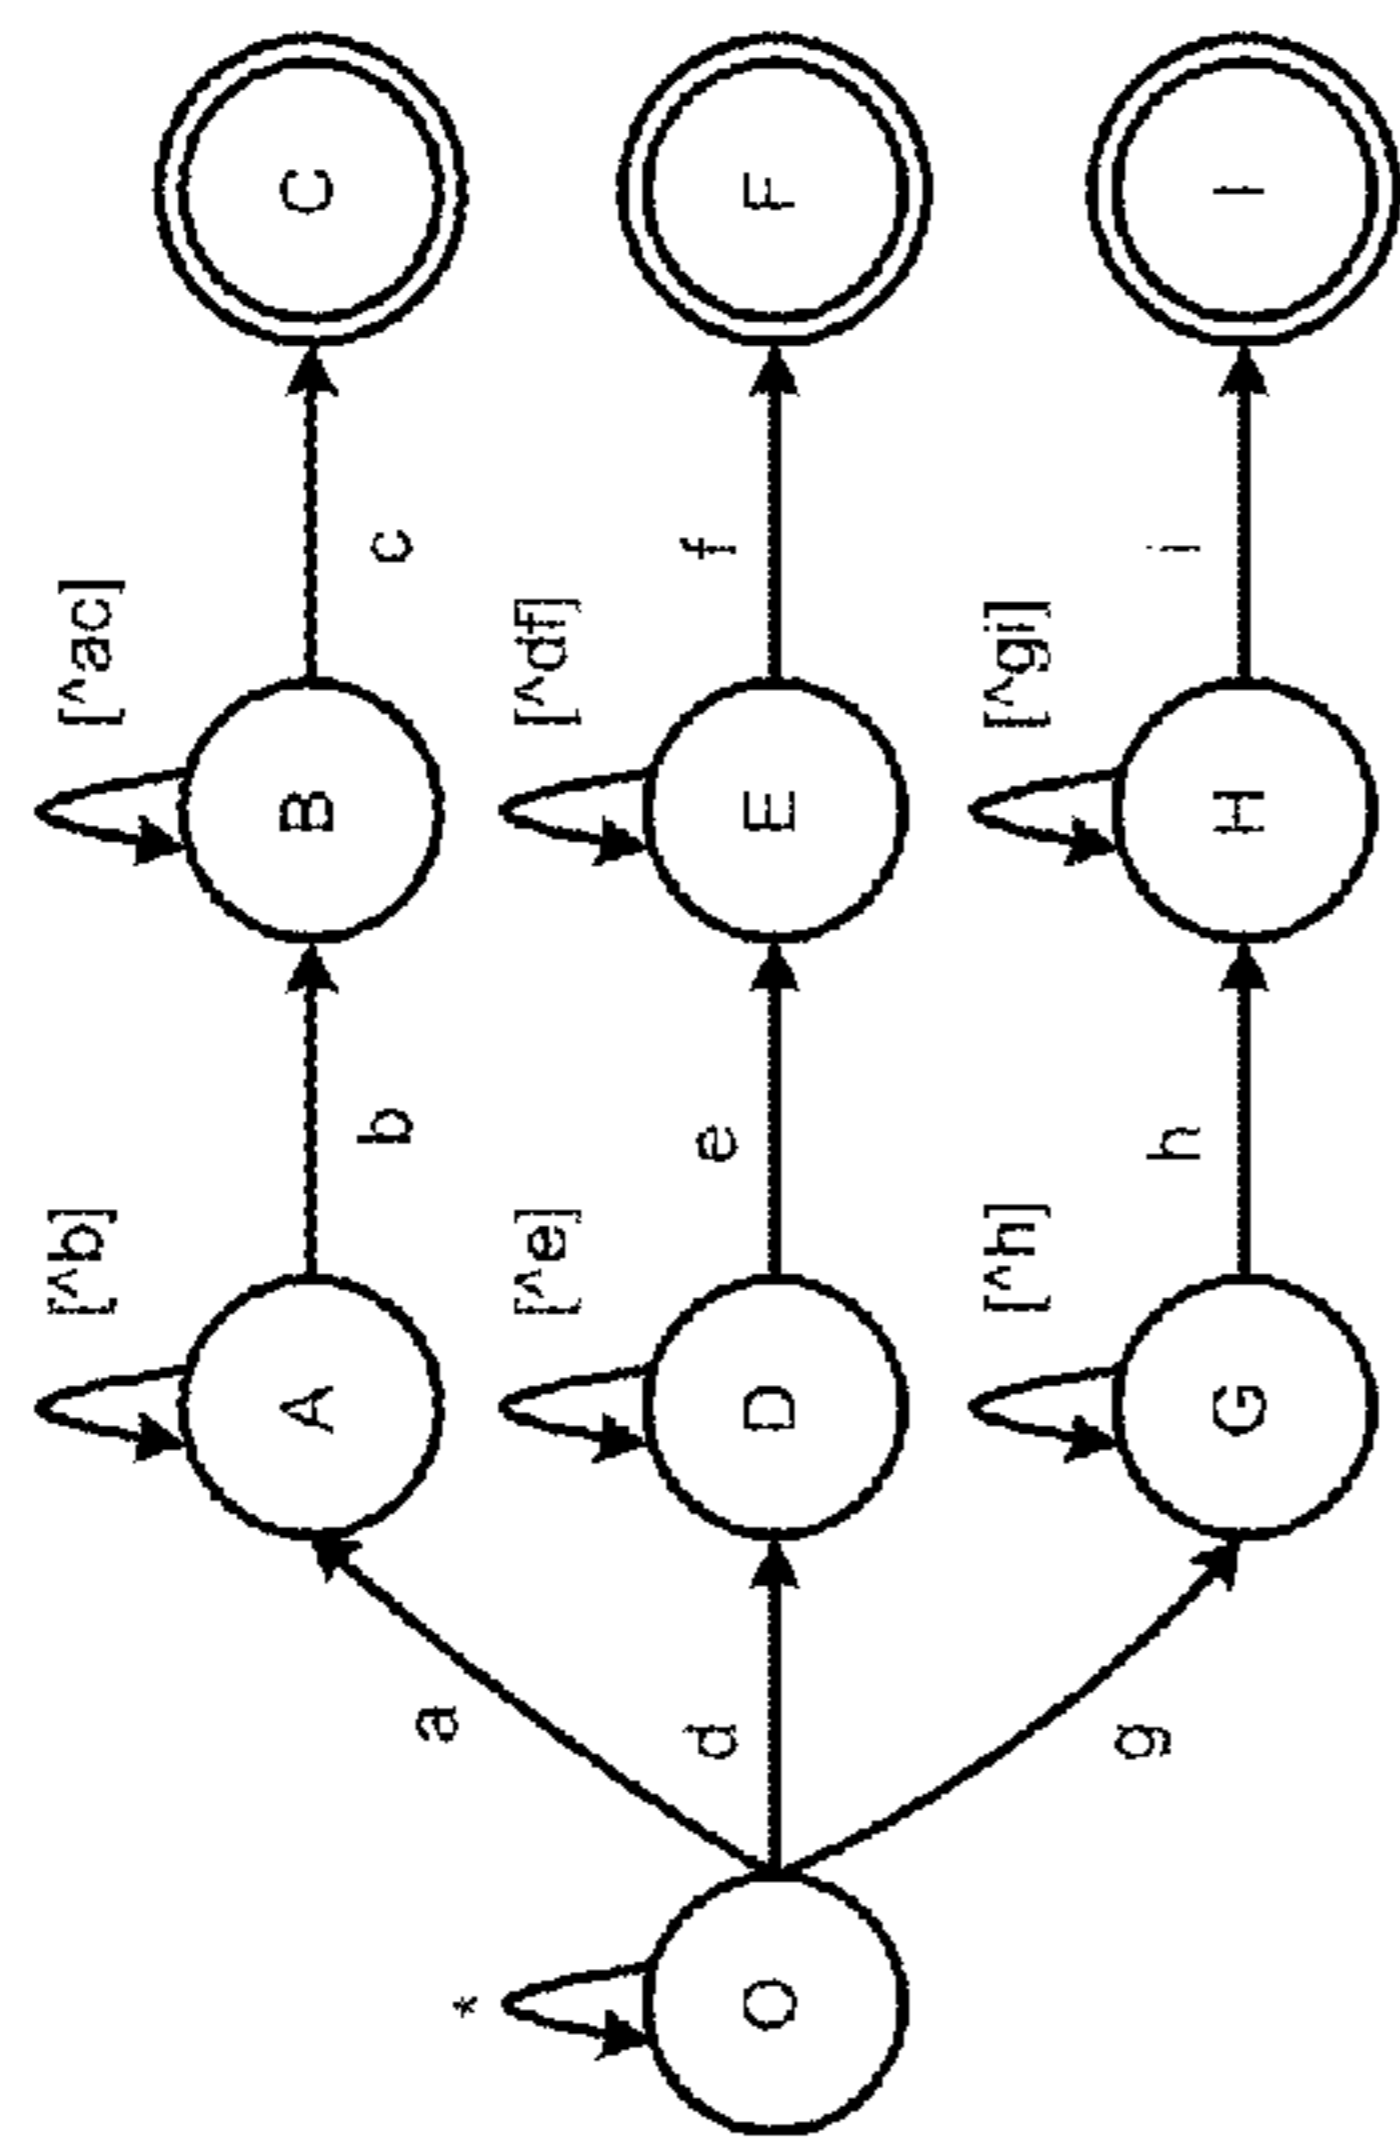 [^b] [^ac]
A B C
b c
a
*
[^e] [^df]
d e f
O D E F
[^h] [^gi]
g h i
G H I